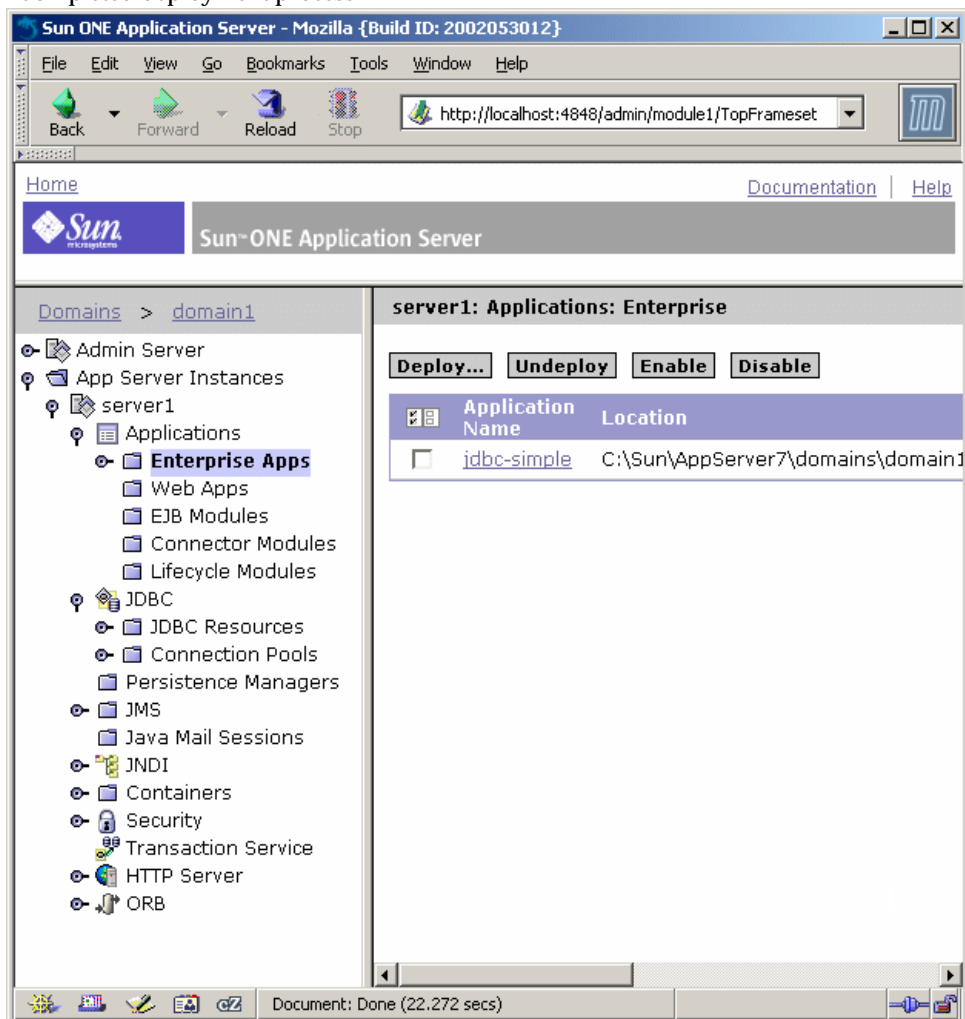 Sun ONE Application Server - Mozilla {Build ID: 2002053012}
File Edit View Go Bookmarks Tools Window Help
Back Forward Reload Stop
http://localhost:4848/admin/module1/TopFrameset
Home
Documentation | Help
Sun
microsystems
Sun™ ONE Application Server
Domains > domain1
Admin Server
App Server Instances
server1
Applications
Enterprise Apps
Web Apps
EJB Modules
Connector Modules
Lifecycle Modules
JDBC
JDBC Resources
Connection Pools
Persistence Managers
JMS
Java Mail Sessions
JNDI
Containers
Security
Transaction Service
HTTP Server
ORB
server1: Applications: Enterprise
Deploy... Undeploy Enable Disable
Application
Name Location
jdbc-simple C:\Sun\AppServer7\domains\domain1
Document: Done (22.272 secs)